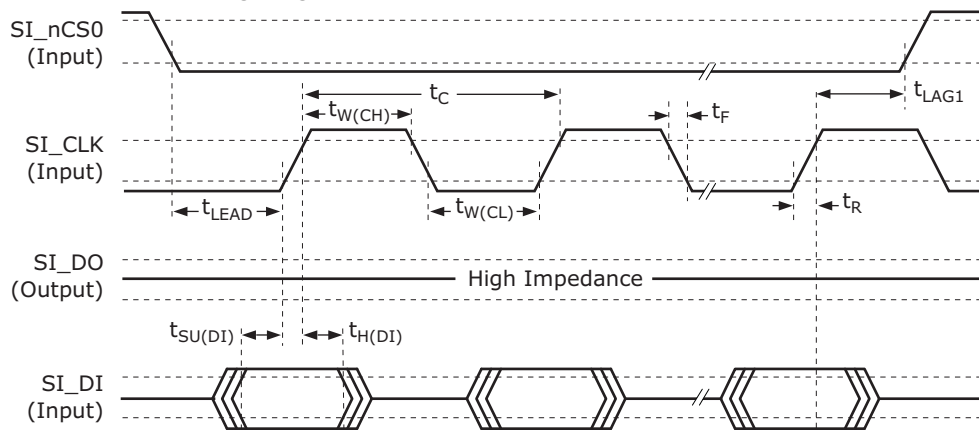 SI_nCS0
(Input)
tC
tLAG1
tW(CH)
tF
SI_CLK
(Input)
tLEAD
tW(CL)
tR
SI_DO
(Output)
High Impedance
tSU(DI)
tH(DI)
SI_DI
(Input)